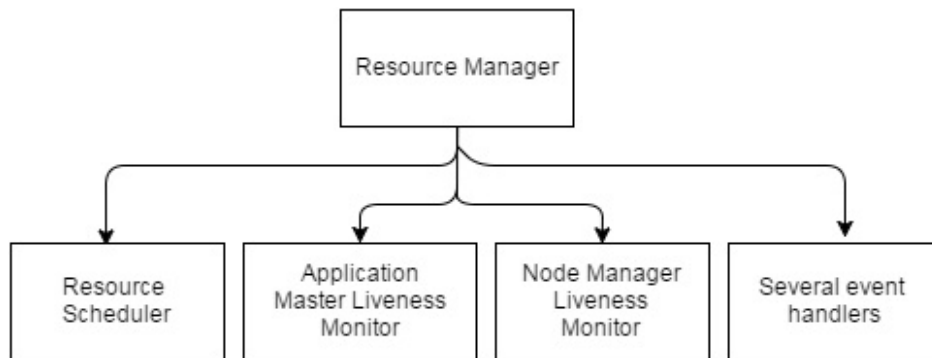 Resource Manager
Resource
Scheduler
Application
Master Liveness
Monitor
Node Manager
Liveness
Monitor
Several event
handlers